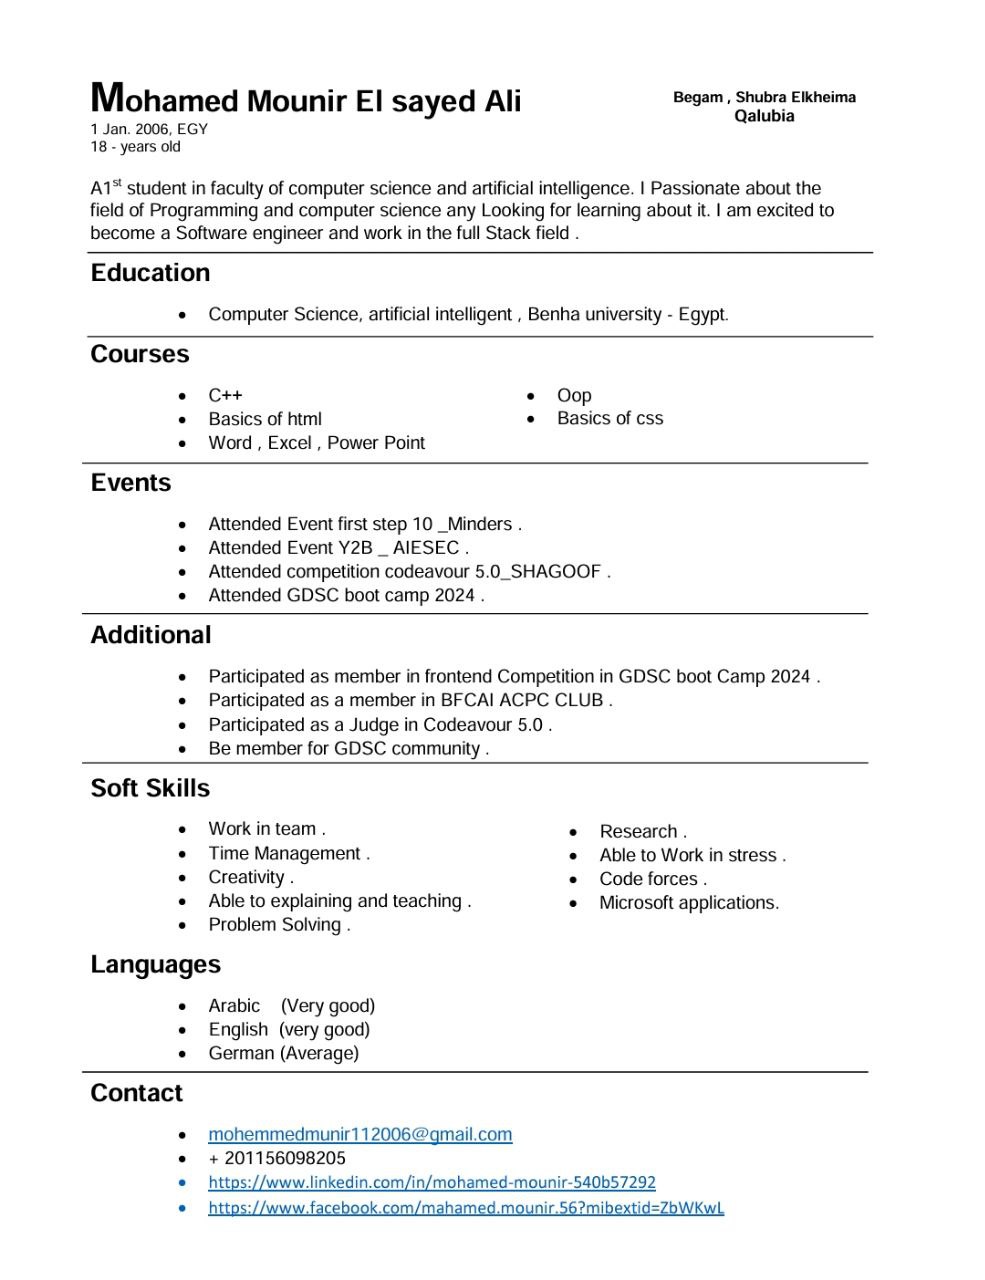 Mohamed Mounir El sayed Ali
Begam , Shubra Elkheima
Qalubia
1 Jan. 2006, EGY
18 - years old
A1st student in faculty of computer science and artificial intelligence. I Passionate about the
field of Programming and computer science any Looking for learning about it. I am excited to
become a Software engineer and work in the full Stack field .
Education
• Computer Science, artificial intelligent , Benha university - Egypt.
Courses
• C++
• Basics of html
• Word , Excel , Power Point
• Oop
• Basics of css
Events
• Attended Event first step 10 _Minders .
• Attended Event Y2B _ AIESEC .
• Attended competition codeavour 5.0_SHAGOOF .
• Attended GDSC boot camp 2024 .
Additional
• Participated as member in frontend Competition in GDSC boot Camp 2024 .
• Participated as a member in BFCAI ACPC CLUB .
• Participated as a Judge in Codeavour 5.0 .
• Be member for GDSC community .
Soft Skills
• Work in team .
• Time Management .
• Creativity .
• Able to explaining and teaching .
• Problem Solving .
• Research .
• Able to Work in stress .
• Code forces .
• Microsoft applications.
Languages
• Arabic (Very good)
• English (very good)
• German (Average)
Contact
• mohemmedmunir112006@gmail.com
• + 201156098205
• https://www.linkedin.com/in/mohamed-mounir-540b57292
• https://www.facebook.com/mahamed.mounir.56?mibextid=ZbWKwL